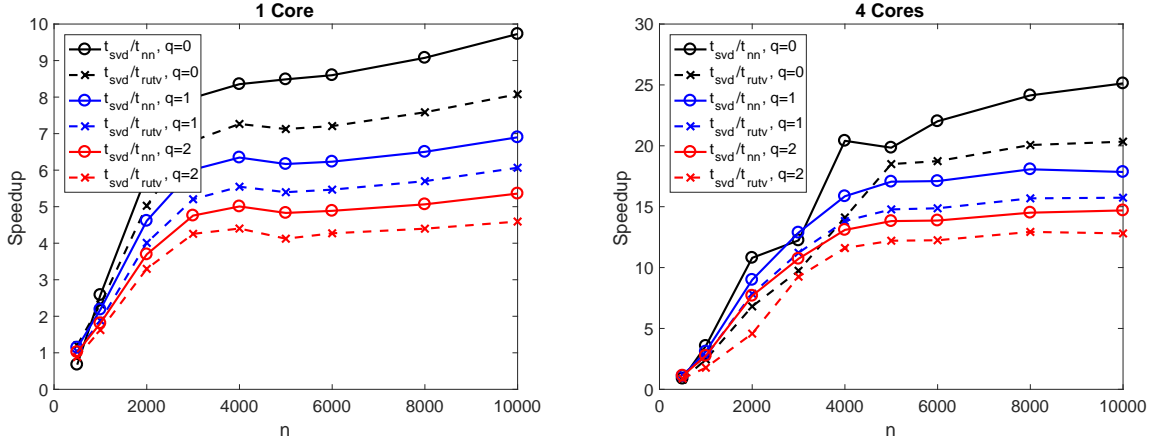 1 Core
10
9
8
7
6
5
4
3
2
1
0
Speedup
t_svd/t_nn, q=0
t_svd/t_rutv, q=0
t_svd/t_nn, q=1
t_svd/t_rutv, q=1
t_svd/t_nn, q=2
t_svd/t_rutv, q=2
0 2000 4000 6000 8000 10000
n
4 Cores
30
25
20
15
10
5
0
Speedup
t_svd/t_nn, q=0
t_svd/t_rutv, q=0
t_svd/t_nn, q=1
t_svd/t_rutv, q=1
t_svd/t_nn, q=2
t_svd/t_rutv, q=2
0 2000 4000 6000 8000 10000
n